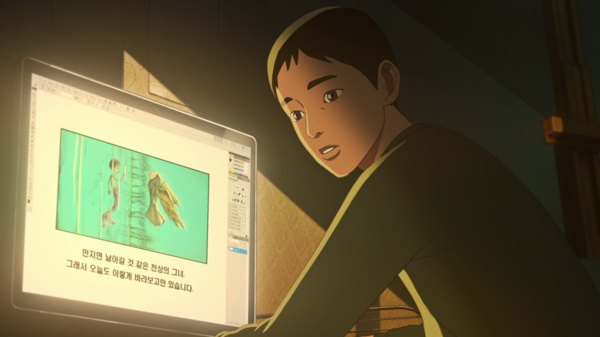 만지면 날아갈 것 같은 천상의 그녀.
그래서 오늘도 이렇게 바라보고만 있습니다.